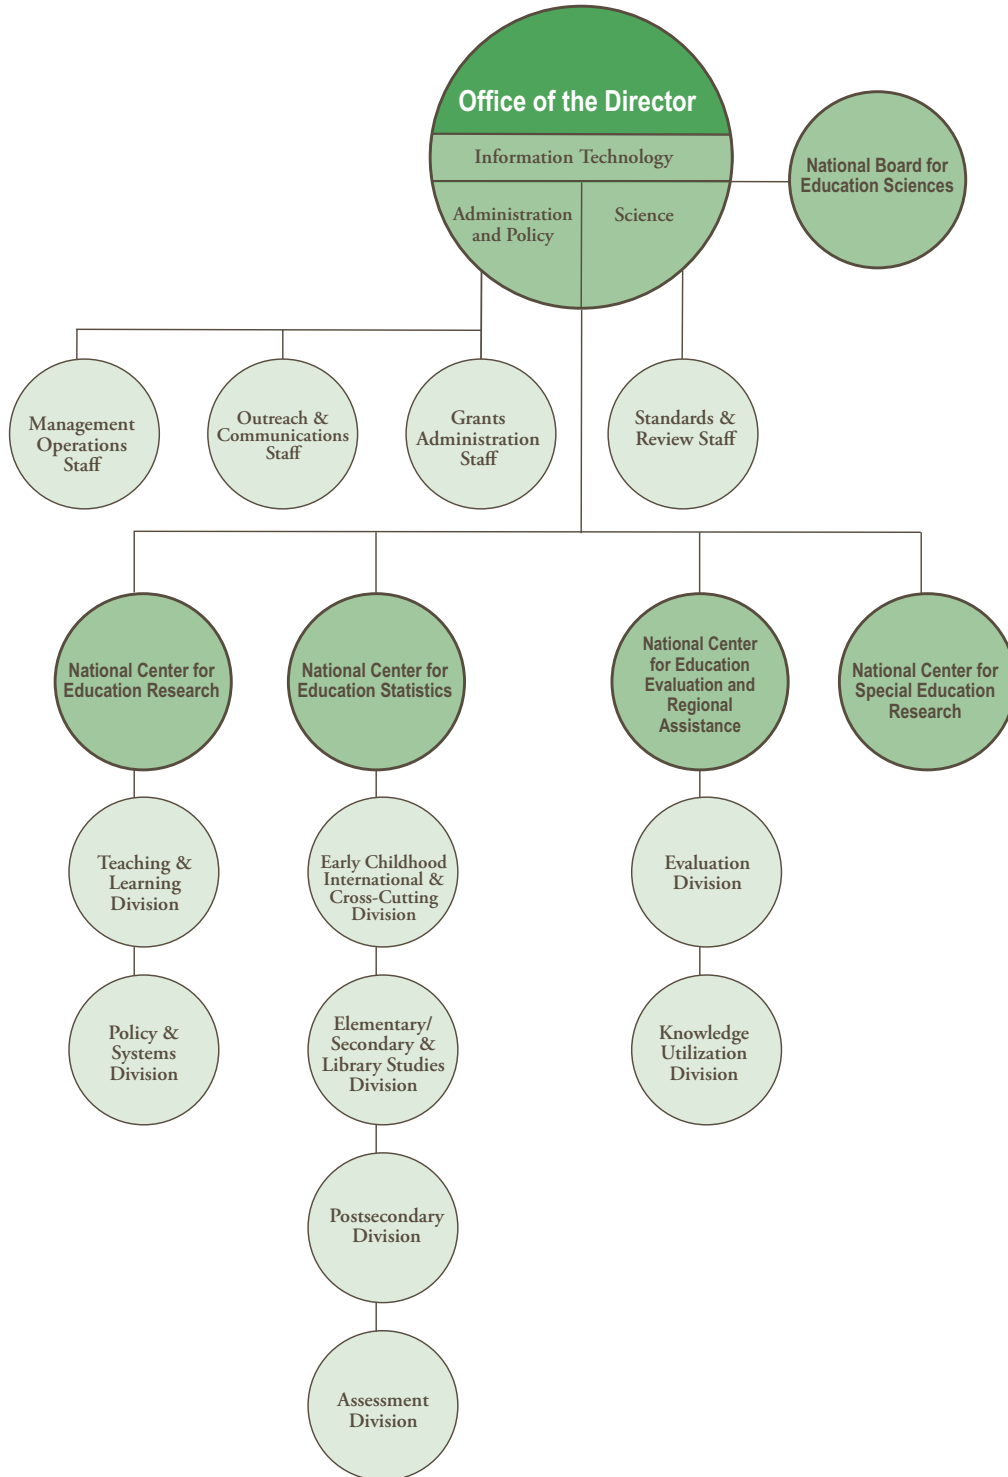 Office of the Director
Information Technology
Administration
and Policy
Science
National Board for
Education Sciences
Management
Operations
Staff
Outreach &
Communications
Staff
Grants
Administration
Staff
Standards &
Review Staff
National Center for
Education Research
National Center for
Education Statistics
National Center
for Education
Evaluation and
Regional
Assistance
National Center for
Special Education
Research
Teaching &
Learning
Division
Early Childhood
International &
Cross-Cutting
Division
Evaluation
Division
Policy &
Systems
Division
Elementary/
Secondary &
Library Studies
Division
Knowledge
Utilization
Division
Postsecondary
Division
Assessment
Division